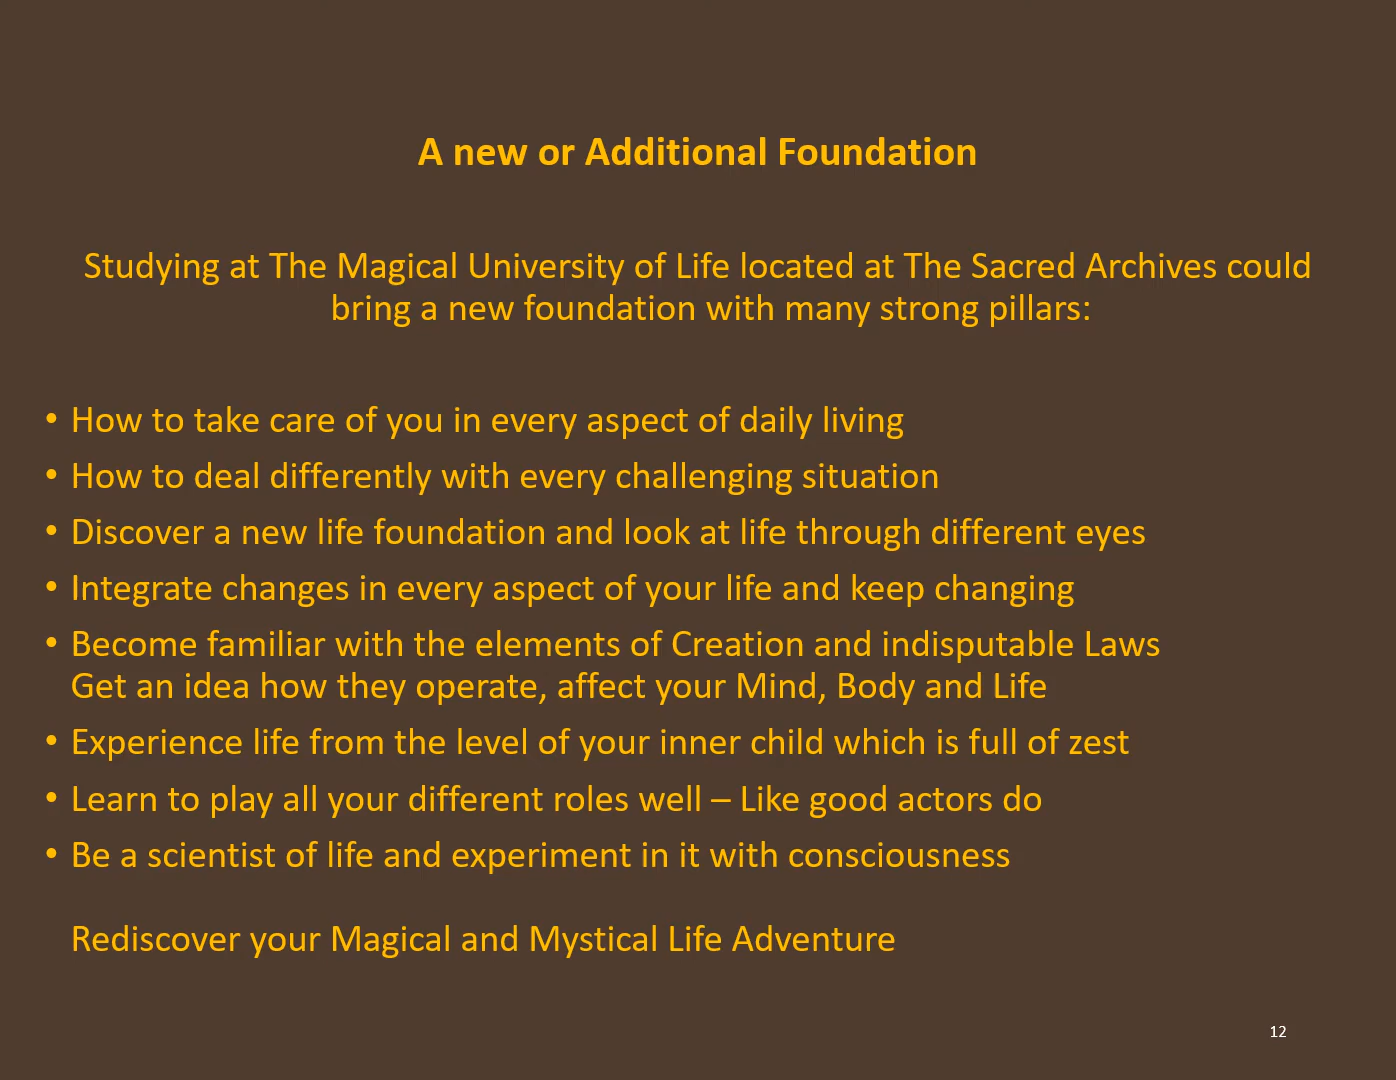 A new or Additional Foundation
Studying at The Magical University of Life located at The Sacred Archives could
bring a new foundation with many strong pillars:
• How to take care of you in every aspect of daily living
• How to deal differently with every challenging situation
• Discover a new life foundation and look at life through different eyes
• Integrate changes in every aspect of your life and keep changing
• Become familiar with the elements of Creation and indisputable Laws
Get an idea how they operate, affect your Mind, Body and Life
• Experience life from the level of your inner child which is full of zest
• Learn to play all your different roles well – Like good actors do
• Be a scientist of life and experiment in it with consciousness
Rediscover your Magical and Mystical Life Adventure
12